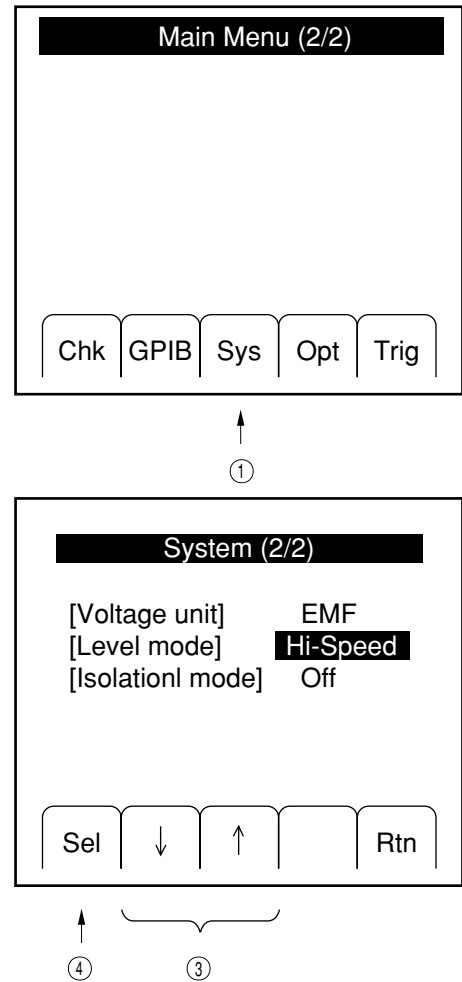 Main Menu (2/2)
Chk GPIB Sys Opt Trig
↑
①
System (2/2)
[Voltage unit] EMF
[Level mode] Hi-Speed
[Isolationl mode] Off
Sel ↓ ↑ Rtn
↑
④ ③